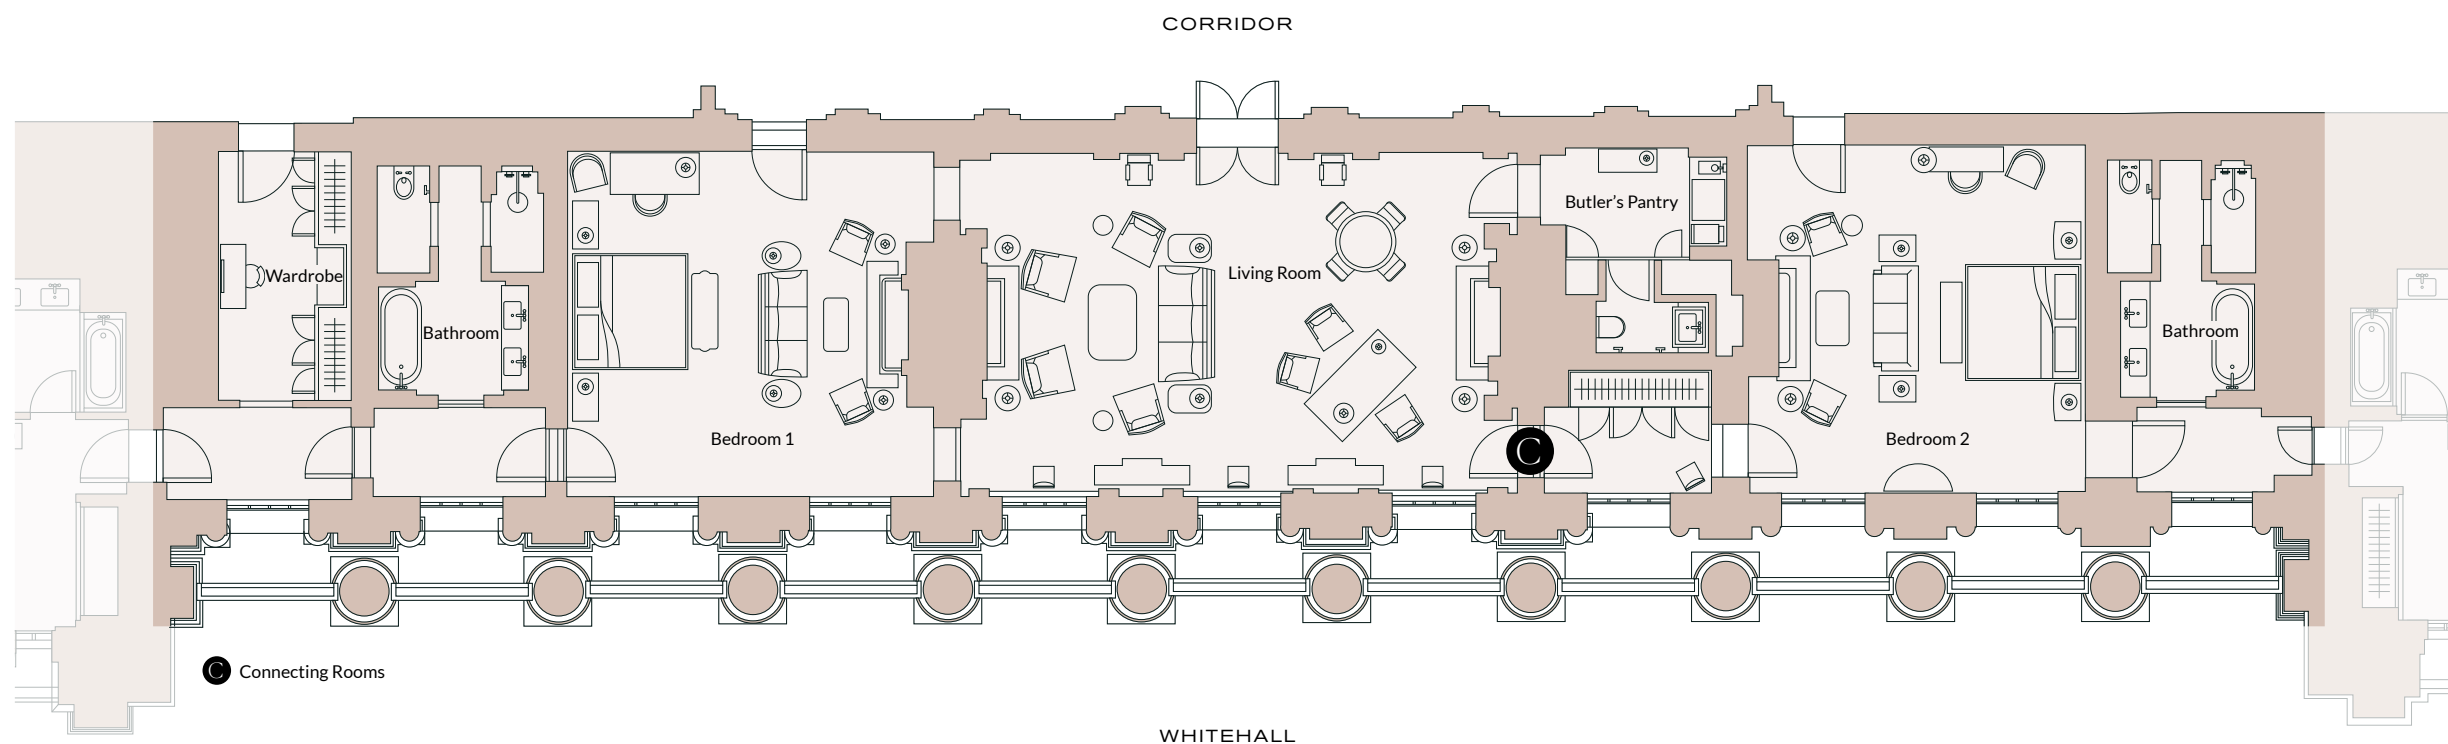 CORRIDOR
Butler’s Pantry
Wardrobe
Living Room
Bathroom
Bathroom
Bedroom 1
Bedroom 2
C
C Connecting Rooms
WHITEHALL